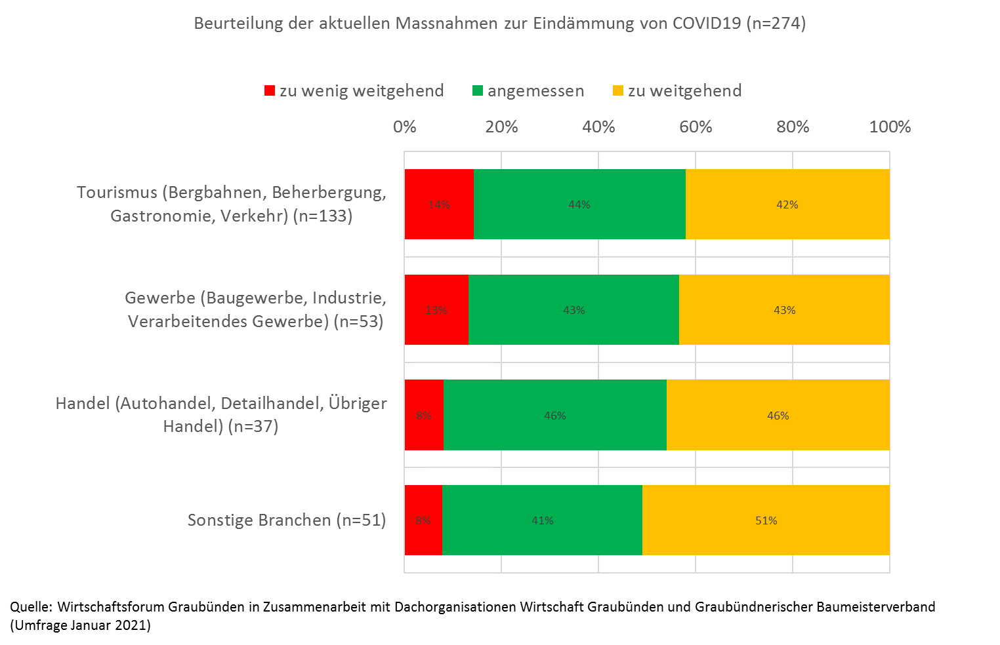 Beurteilung der aktuellen Massnahmen zur Eindämmung von COVID19 (n=274)
zu wenig weitgehend angemessen zu weitgehend
0% 20% 40% 60% 80% 100%
Tourismus (Bergbahnen, Beherbergung,
Gastronomie, Verkehr) (n=133)
14% 44% 42%
Gewerbe (Baugewerbe, Industrie,
Verarbeitendes Gewerbe) (n=53)
13% 43% 43%
Handel (Autohandel, Detailhandel, Übriger
Handel) (n=37)
8% 46% 46%
Sonstige Branchen (n=51)
8% 41% 51%
Quelle: Wirtschaftsforum Graubünden in Zusammenarbeit mit Dachorganisationen Wirtschaft Graubünden und Graubündnerischer Baumeisterverband
(Umfrage Januar 2021)